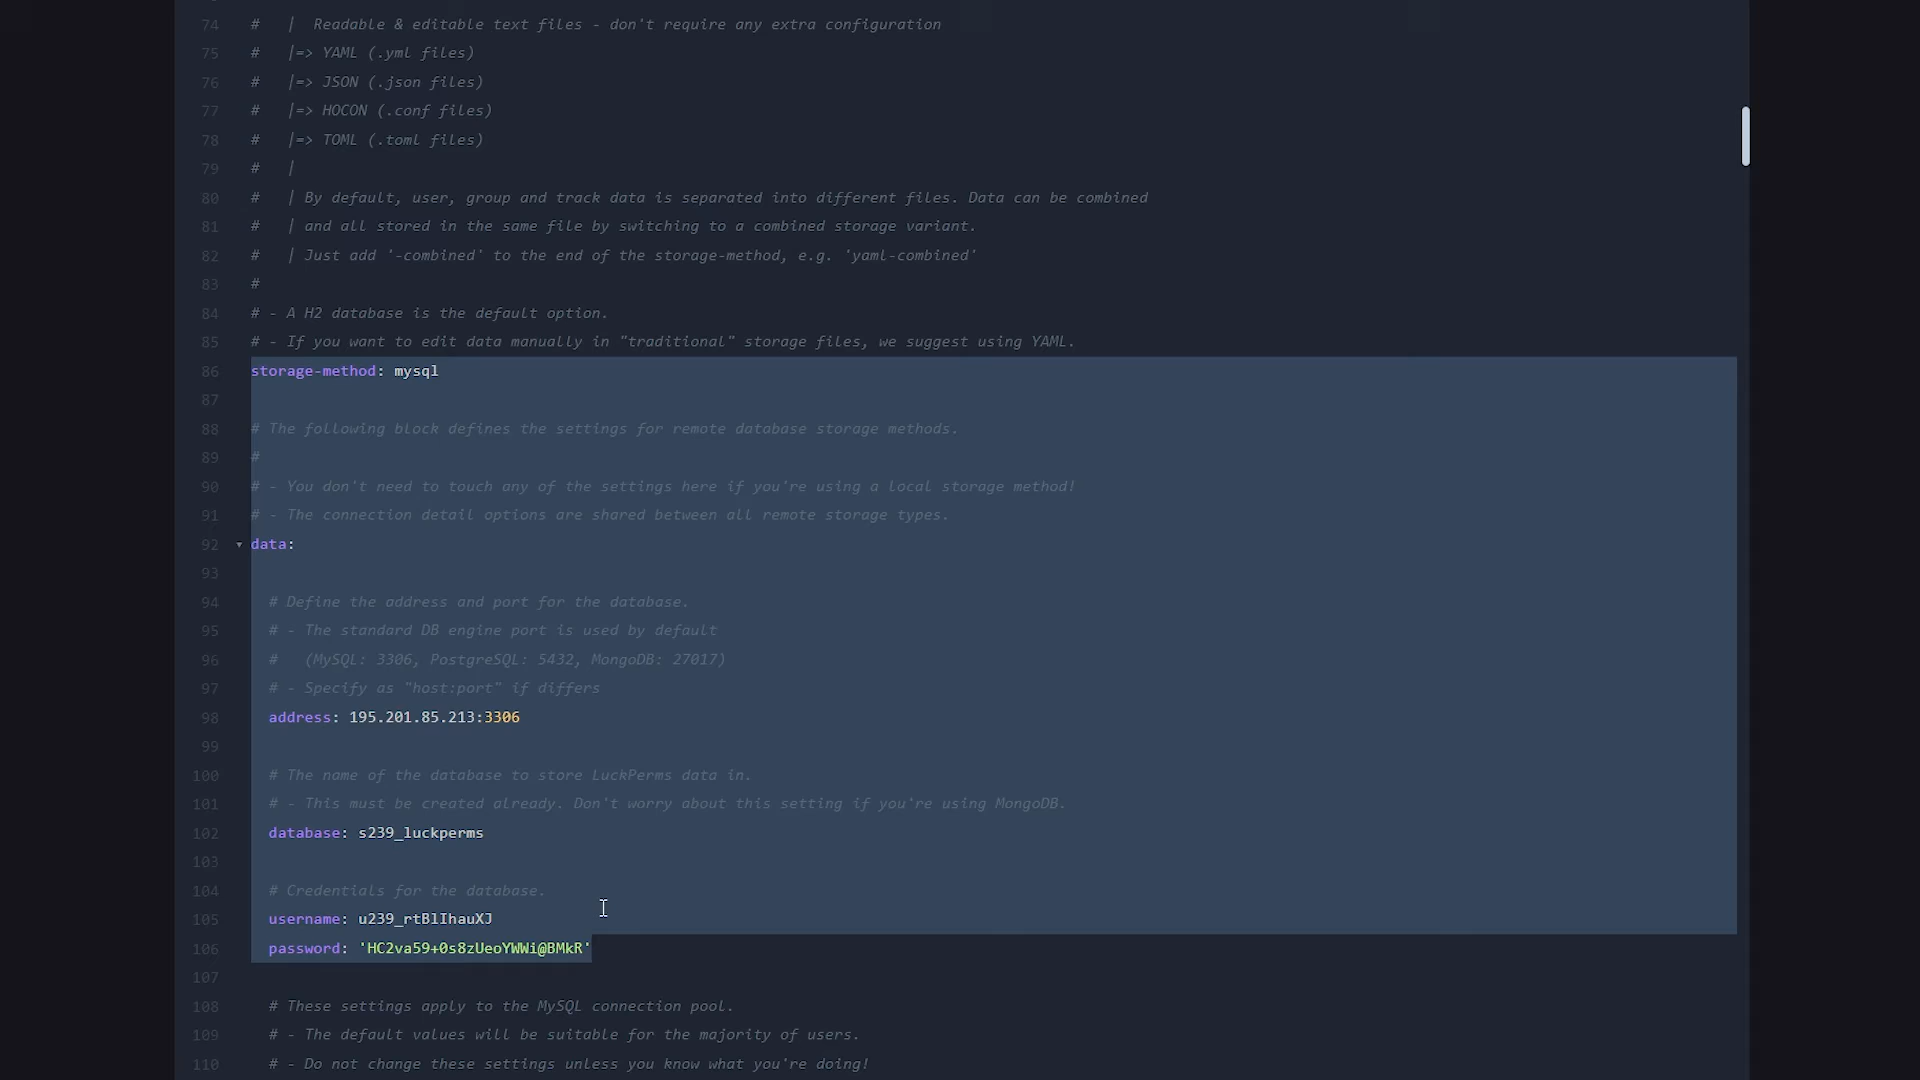 74 #   |  Readable & editable text files - don't require any extra configuration
75 #   |=> YAML (.yml files)
76 #   |=> JSON (.json files)
77 #   |=> HOCON (.conf files)
78 #   |=> TOML (.toml files)
79 #   |
80 #   | By default, user, group and track data is separated into different files. Data can be combined
81 #   | and all stored in the same file by switching to a combined storage variant.
82 #   | Just add '-combined' to the end of the storage-method, e.g. 'yaml-combined'
83 #
84 # - A H2 database is the default option.
85 # - If you want to edit data manually in "traditional" storage files, we suggest using YAML.
86 storage-method: mysql
87
88 # The following block defines the settings for remote database storage methods.
89 #
90 # - You don't need to touch any of the settings here if you're using a local storage method!
91 # - The connection detail options are shared between all remote storage types.
92 data:
93
94   # Define the address and port for the database.
95   # - The standard DB engine port is used by default
96   #   (MySQL: 3306, PostgreSQL: 5432, MongoDB: 27017)
97   # - Specify as "host:port" if differs
98   address: 195.201.85.213:3306
99
100   # The name of the database to store LuckPerms data in.
101   # - This must be created already. Don't worry about this setting if you're using MongoDB.
102   database: s239_luckperms
103
104   # Credentials for the database.
105   username: u239_rtBlIhauXJ
106   password: 'HC2va59+0s8zUeoYWWi@BMkR'
107
108   # These settings apply to the MySQL connection pool.
109   # - The default values will be suitable for the majority of users.
110   # - Do not change these settings unless you know what you're doing!